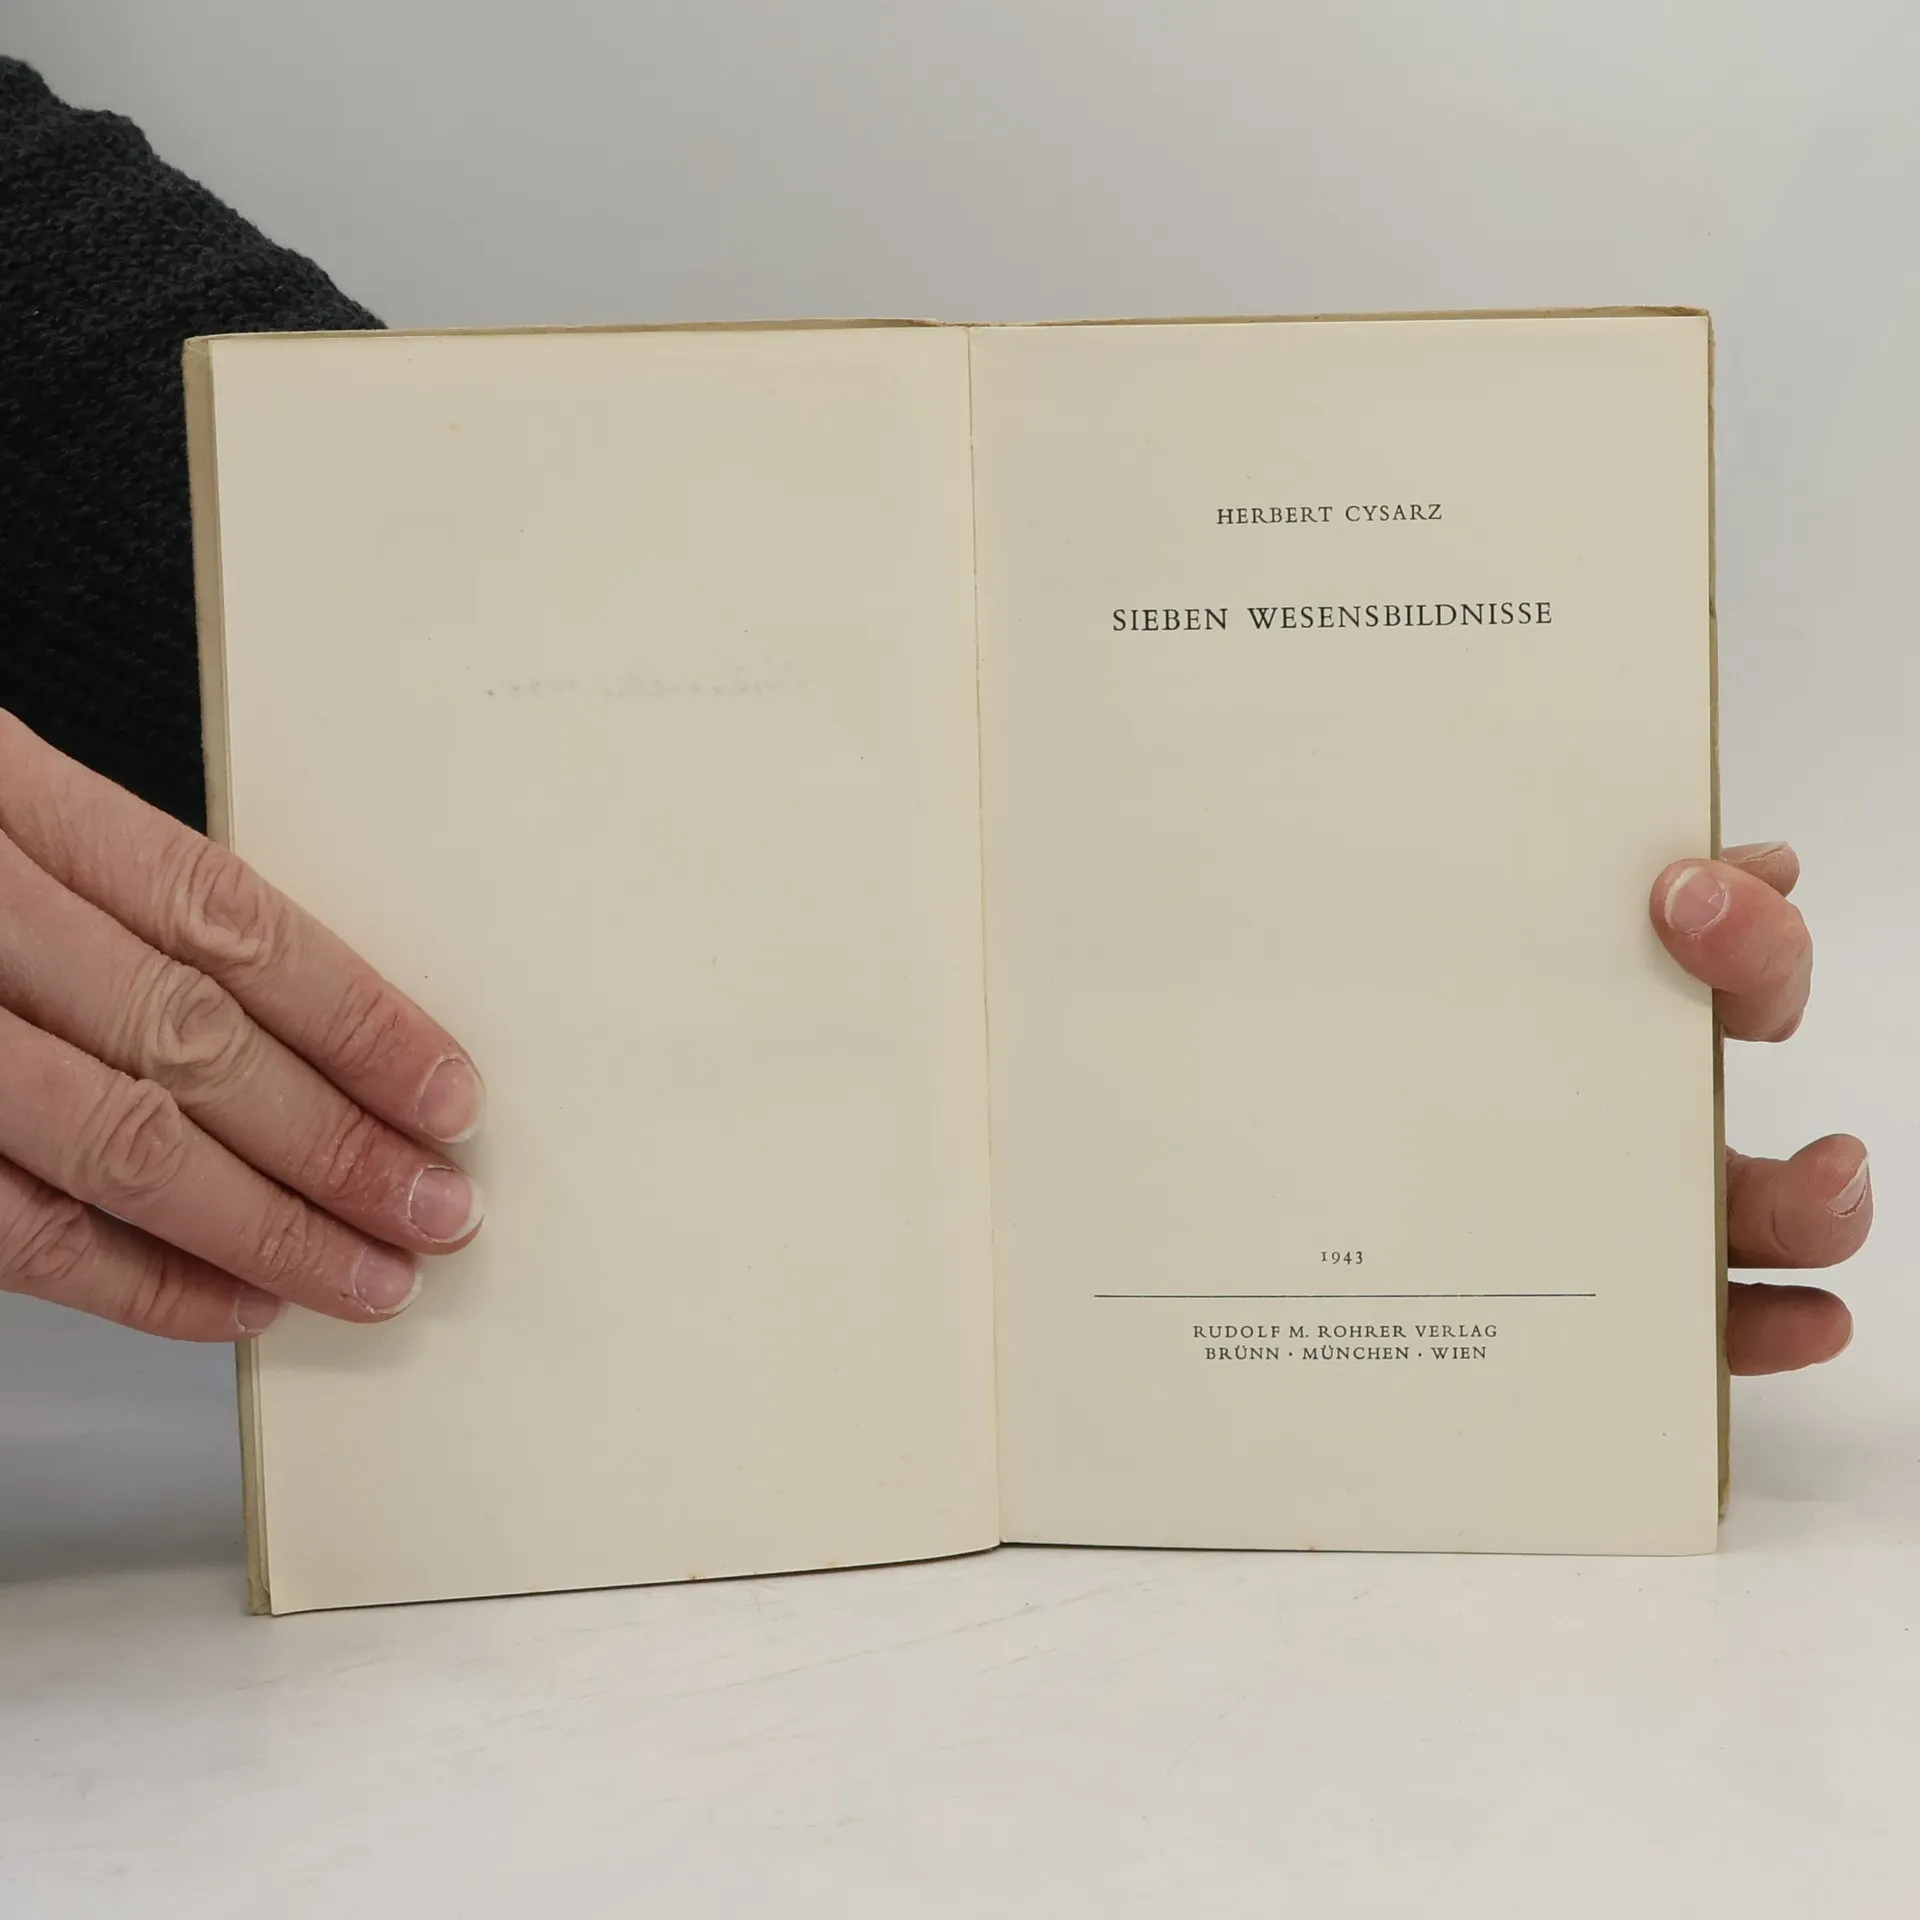 HERBERT CYSARZ
SIEBEN WESENSBILDNISSE
1943
RUDOLF M. ROHRER VERLAG
BRÜNN · MÜNCHEN · WIEN